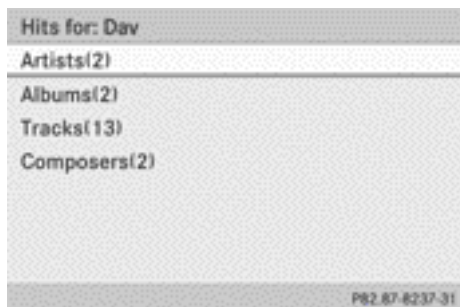 Hits for: Dav
Artists(2)
Albums(2)
Tracks(13)
Composers(2)
P82.87-8237-31